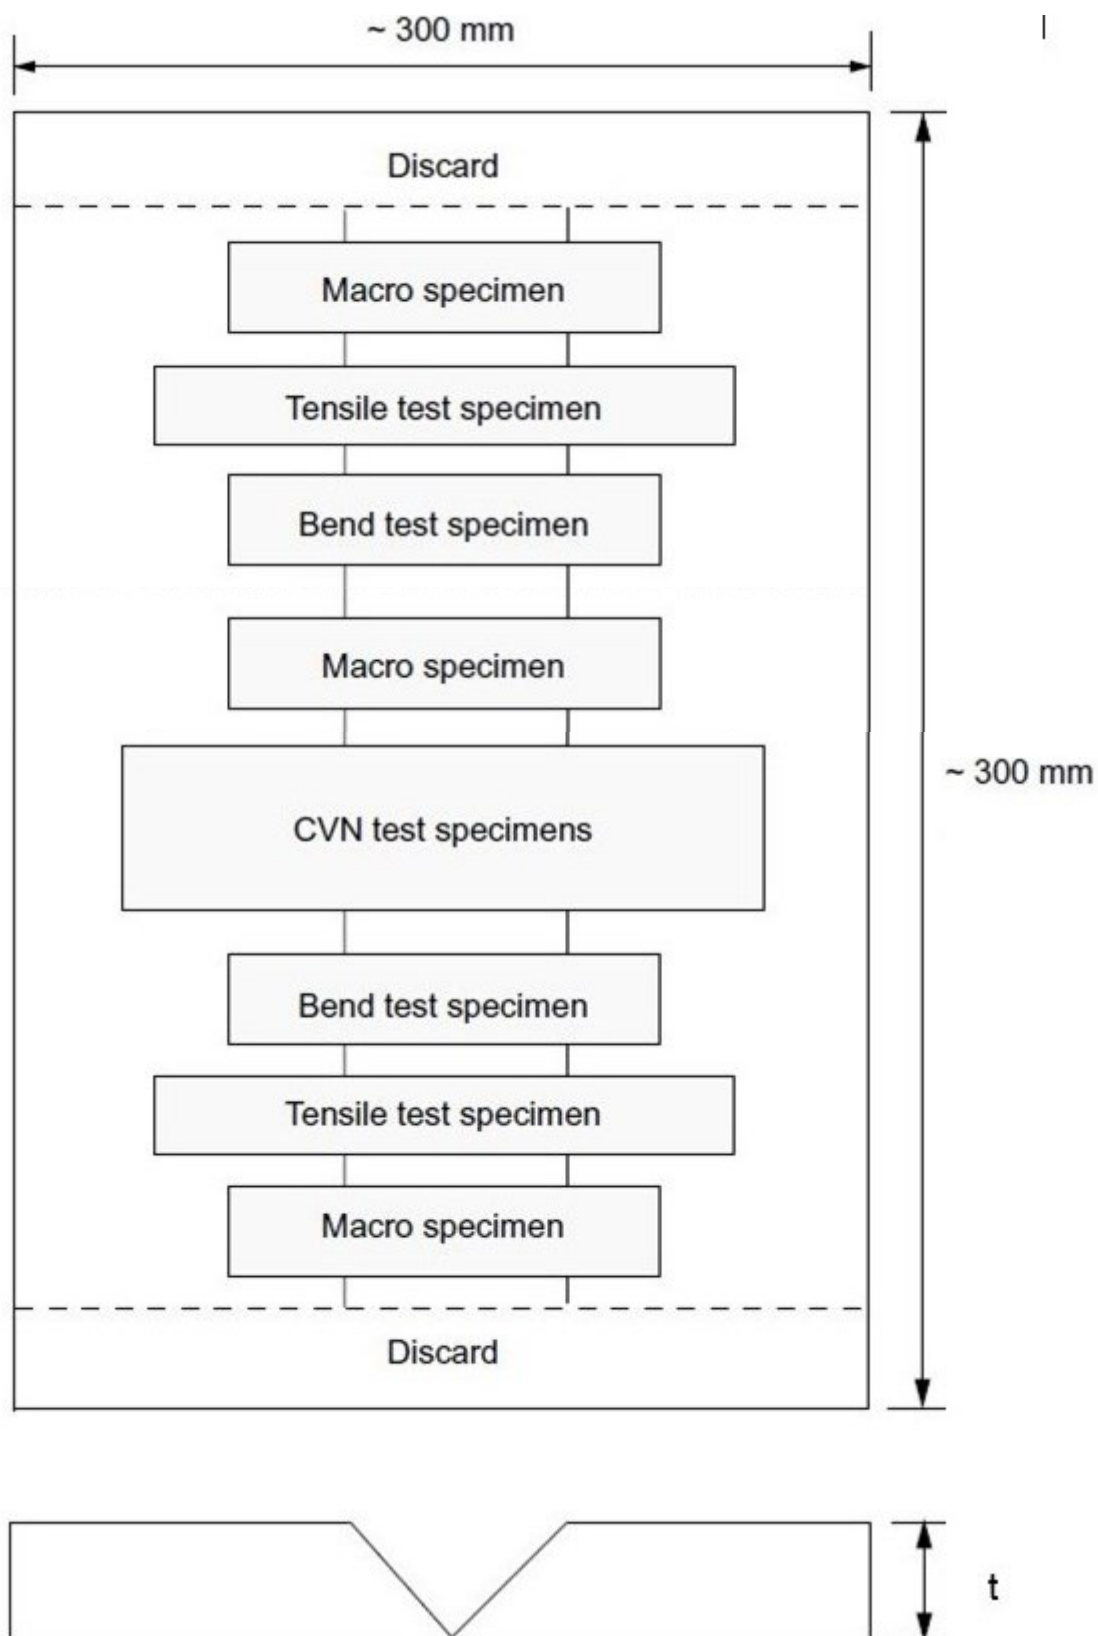 ~ 300 mm
Discard
Macro specimen
Tensile test specimen
Bend test specimen
Macro specimen
~ 300 mm
CVN test specimens
Bend test specimen
Tensile test specimen
Macro specimen
Discard
t